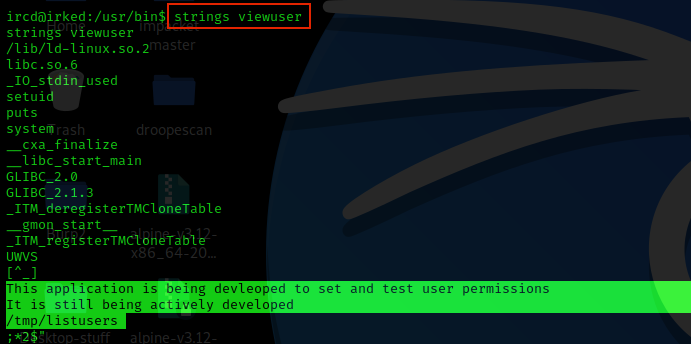 ircd@irked:/usr/bin$ strings viewuser
strings viewuser
/lib/ld-linux.so.2
libc.so.6
_IO_stdin_used
setuid
puts
system
__cxa_finalize
__libc_start_main
GLIBC_2.0
GLIBC_2.1.3
_ITM_deregisterTMCloneTable
__gmon_start__
_ITM_registerTMCloneTable
UWVS
[^_]
This application is being devleoped to set and test user permissions
It is still being actively developed
/tmp/listusers
;*2$"
impacket
-master
Trash
droopescan
alpine-v3.12-
x86_64-20...
alpine-v3.12-
desktop-stuff